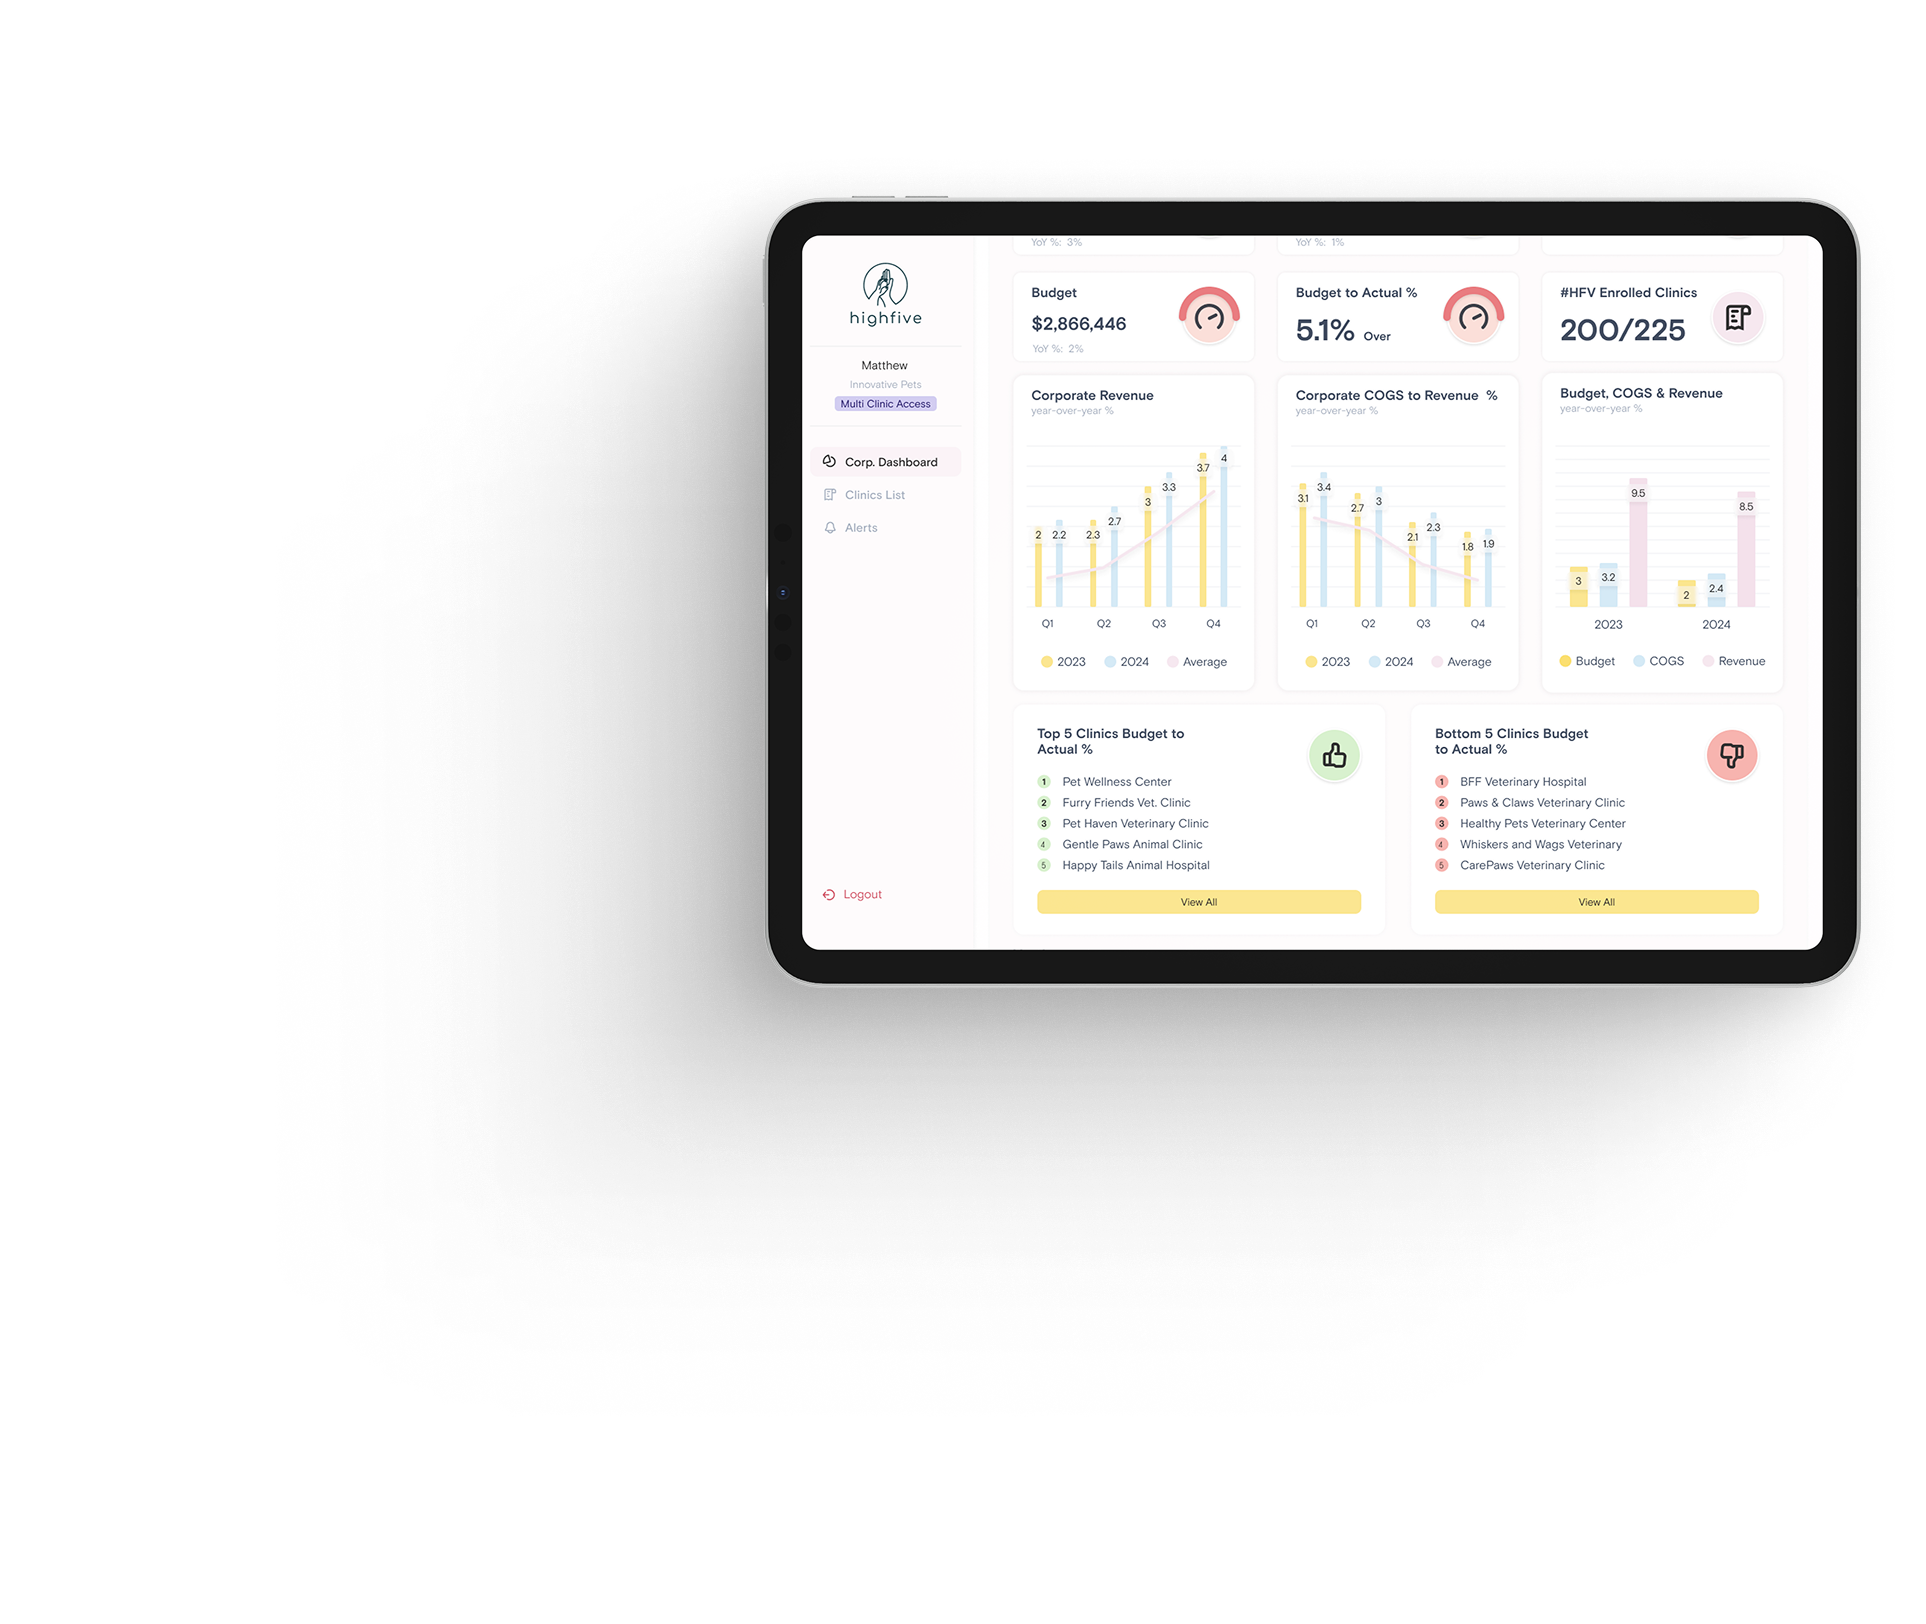 highfive
Matthew
Innovative Pets
Multi Clinic Access
Corp. Dashboard
Clinics List
Alerts
Logout
YoY %: 3%
YoY %: 1%
Budget
$2,866,446
YoY %: 2%
Budget to Actual %
5.1% Over
#HFV Enrolled Clinics
200/225
Corporate Revenue
year-over-year %
2 2.2 2.3 2.7 3 3.3 3.7 4
Q1 Q2 Q3 Q4
2023 2024 Average
Corporate COGS to Revenue %
year-over-year %
3.1 3.4 2.7 3 2.1 2.3 1.8 1.9
Q1 Q2 Q3 Q4
2023 2024 Average
Budget, COGS & Revenue
year-over-year %
3 3.2 9.5 2 2.4 8.5
2023 2024
Budget COGS Revenue
Top 5 Clinics Budget to
Actual %
1 Pet Wellness Center
2 Furry Friends Vet. Clinic
3 Pet Haven Veterinary Clinic
4 Gentle Paws Animal Clinic
5 Happy Tails Animal Hospital
View All
Bottom 5 Clinics Budget
to Actual %
1 BFF Veterinary Hospital
2 Paws & Claws Veterinary Clinic
3 Healthy Pets Veterinary Center
4 Whiskers and Wags Veterinary
5 CarePaws Veterinary Clinic
View All